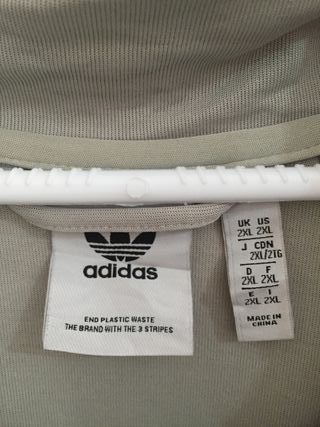 adidas
END PLASTIC WASTE
THE BRAND WITH THE 3 STRIPES
UK US
2XL 2XL
J CDN
2XL/2TG
D F
2XL 2XL
E I
2XL 2XL
MADE IN
CHINA